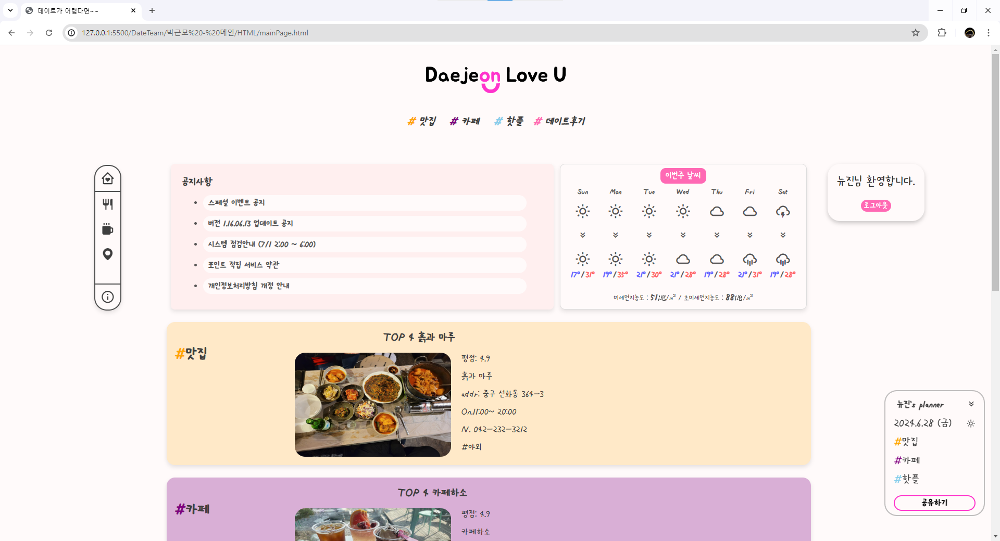 데이트가 어렵다면~~
127.0.0.1:5500/DateTeam/박근모%20-%20메인/HTML/mainPage.html
Daejeon Love U
# 맛집 # 카페 # 핫플 # 데이트후기
공지사항
스페셜 이벤트 공지
버전 1.16.06.13 업데이트 공지
시스템 점검안내 (7/1 2:00 ~ 6:00)
포인트 적립 서비스 약관
개인정보처리방침 개정 안내
이번주 날씨
Sun Mon Tue Wed Thu Fri Sat
17°/31° 19°/35° 21°/30° 21°/28° 19°/28° 21°/31° 19°/28°
미세먼지농도 : 51㎍/m³ / 초미세먼지농도 : 88㎍/m³
뉴진님 환영합니다.
로그아웃
#맛집
TOP 4 흙과 마루
평점: 4.9
흙과 마루
addr: 중구 선화동 364-3
On.11:00~ 20:00
N. 042-232-3212
#야외
#카페
TOP 4 카페하소
평점: 4.9
카페하소
뉴진's planner
2024.6.28 (금)
#맛집
#카페
#핫플
공유하기